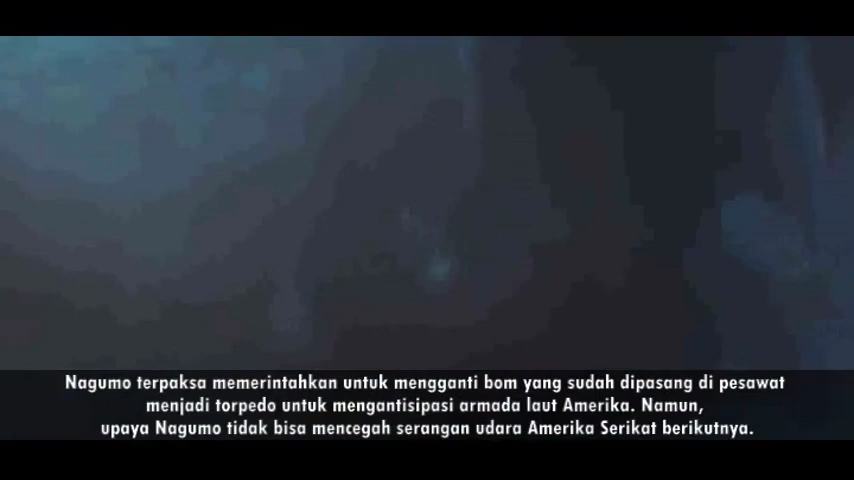 Nagumo terpaksa memerintahkan untuk mengganti bom yang sudah dipasang di pesawat
menjadi torpedo untuk mengantisipasi armada laut Amerika. Namun,
upaya Nagumo tidak bisa mencegah serangan udara Amerika Serikat berikutnya.